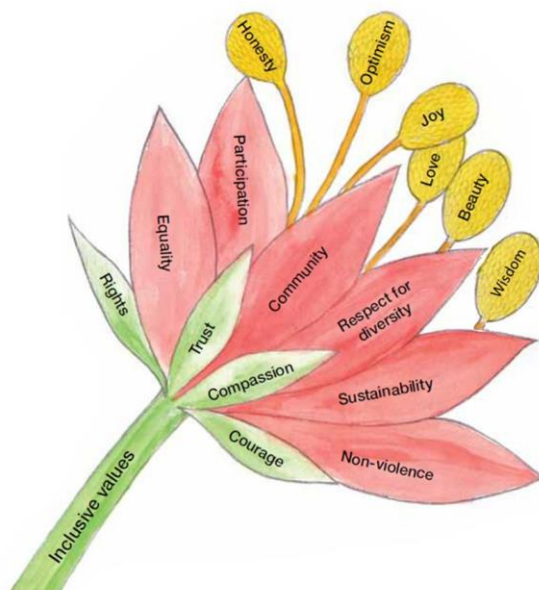 Honesty
Optimism
Joy
Love
Beauty
Wisdom
Participation
Equality
Community
Respect for
diversity
Sustainability
Non-violence
Rights
Trust
Compassion
Courage
Inclusive values